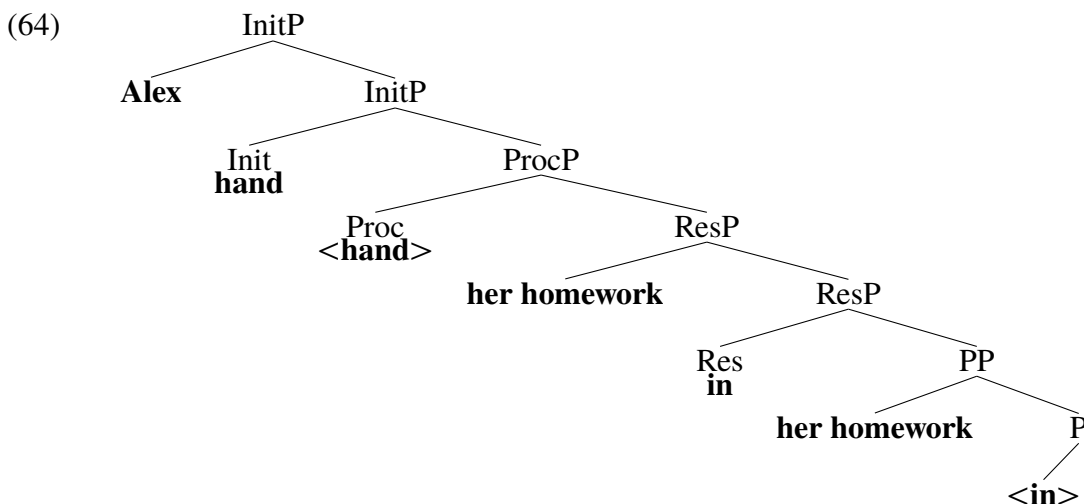 (64)
InitP
Alex
InitP
Init
hand
ProcP
Proc
<hand>
ResP
her homework
ResP
Res
in
PP
her homework
P
<in>